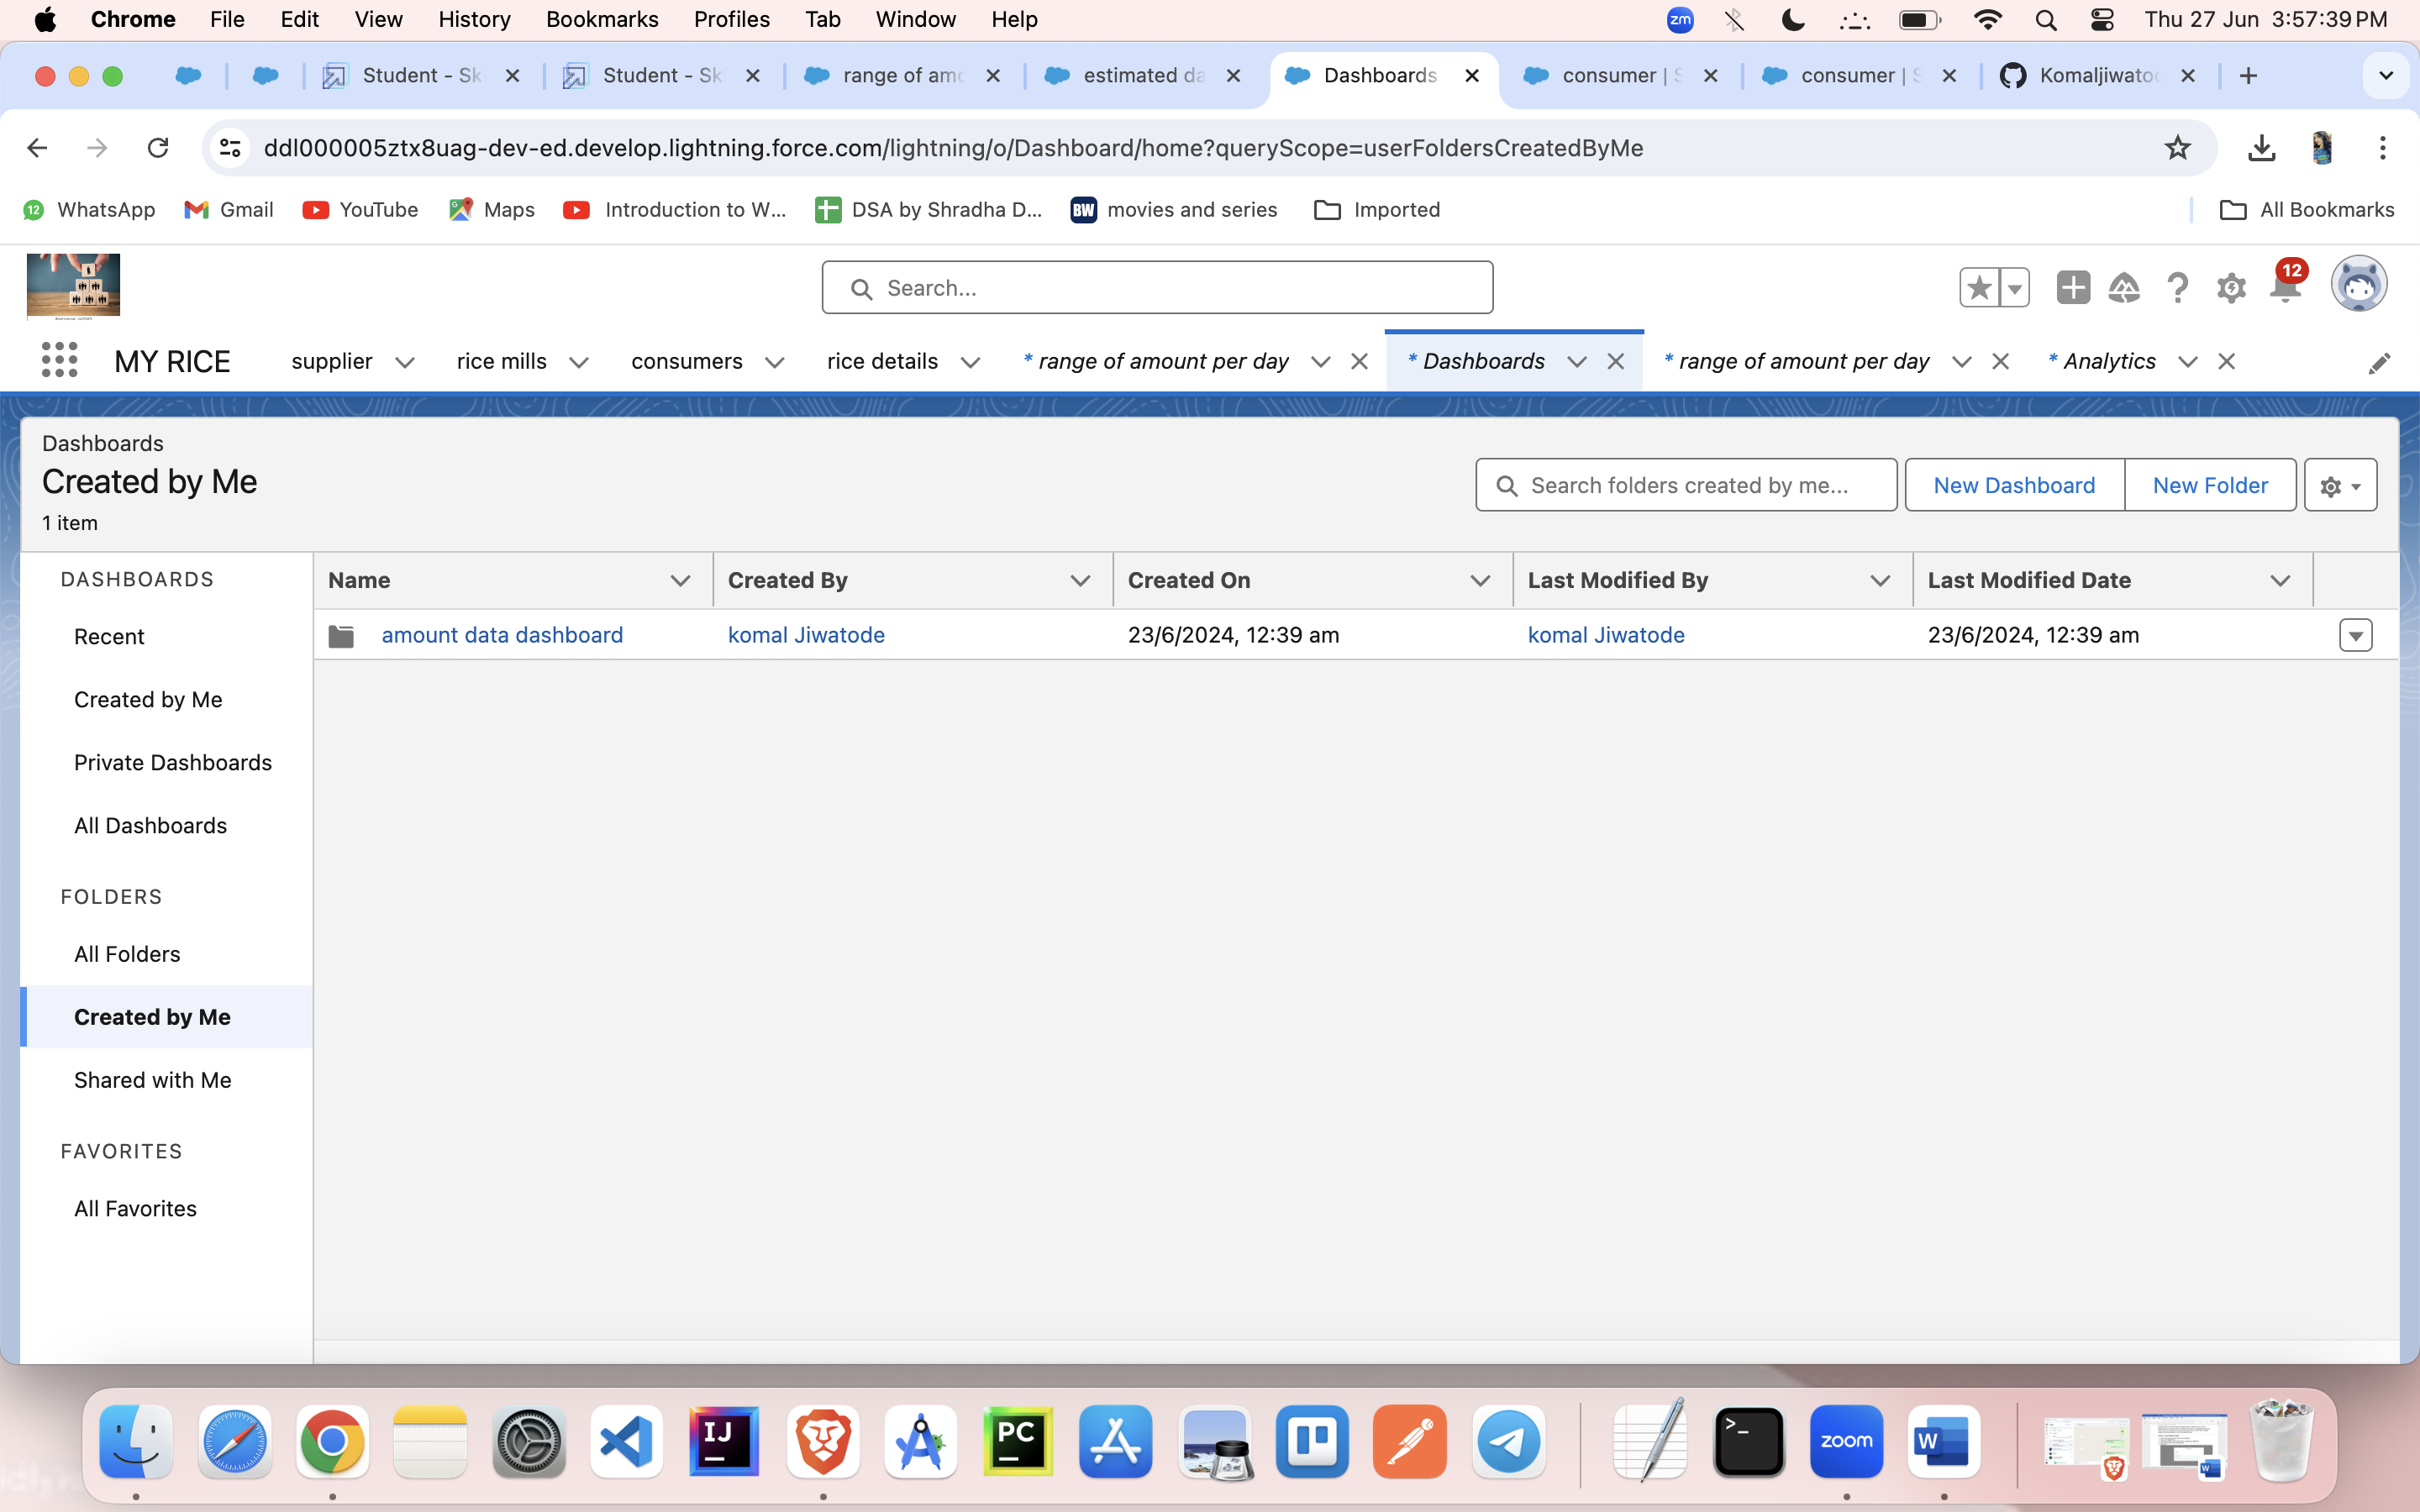 Chrome File Edit View History Bookmarks Profiles Tab Window Help zm Thu 27 Jun 3:57:39 PM
Student - Sk Student - Sk range of amo estimated da Dashboards consumer | S consumer | S Komaljiwato
ddl000005ztx8uag-dev-ed.develop.lightning.force.com/lightning/o/Dashboard/home?queryScope=userFoldersCreatedByMe
12 WhatsApp Gmail YouTube Maps Introduction to W... DSA by Shradha D... BW movies and series Imported All Bookmarks
Search... 12
MY RICE supplier rice mills consumers rice details * range of amount per day * Dashboards * range of amount per day * Analytics
Dashboards
Created by Me
1 item
Search folders created by me... New Dashboard New Folder
DASHBOARDS
Recent
Created by Me
Private Dashboards
All Dashboards
FOLDERS
All Folders
Created by Me
Shared with Me
FAVORITES
All Favorites
Name Created By Created On Last Modified By Last Modified Date
amount data dashboard komal Jiwatode 23/6/2024, 12:39 am komal Jiwatode 23/6/2024, 12:39 am
IJ PC zoom W